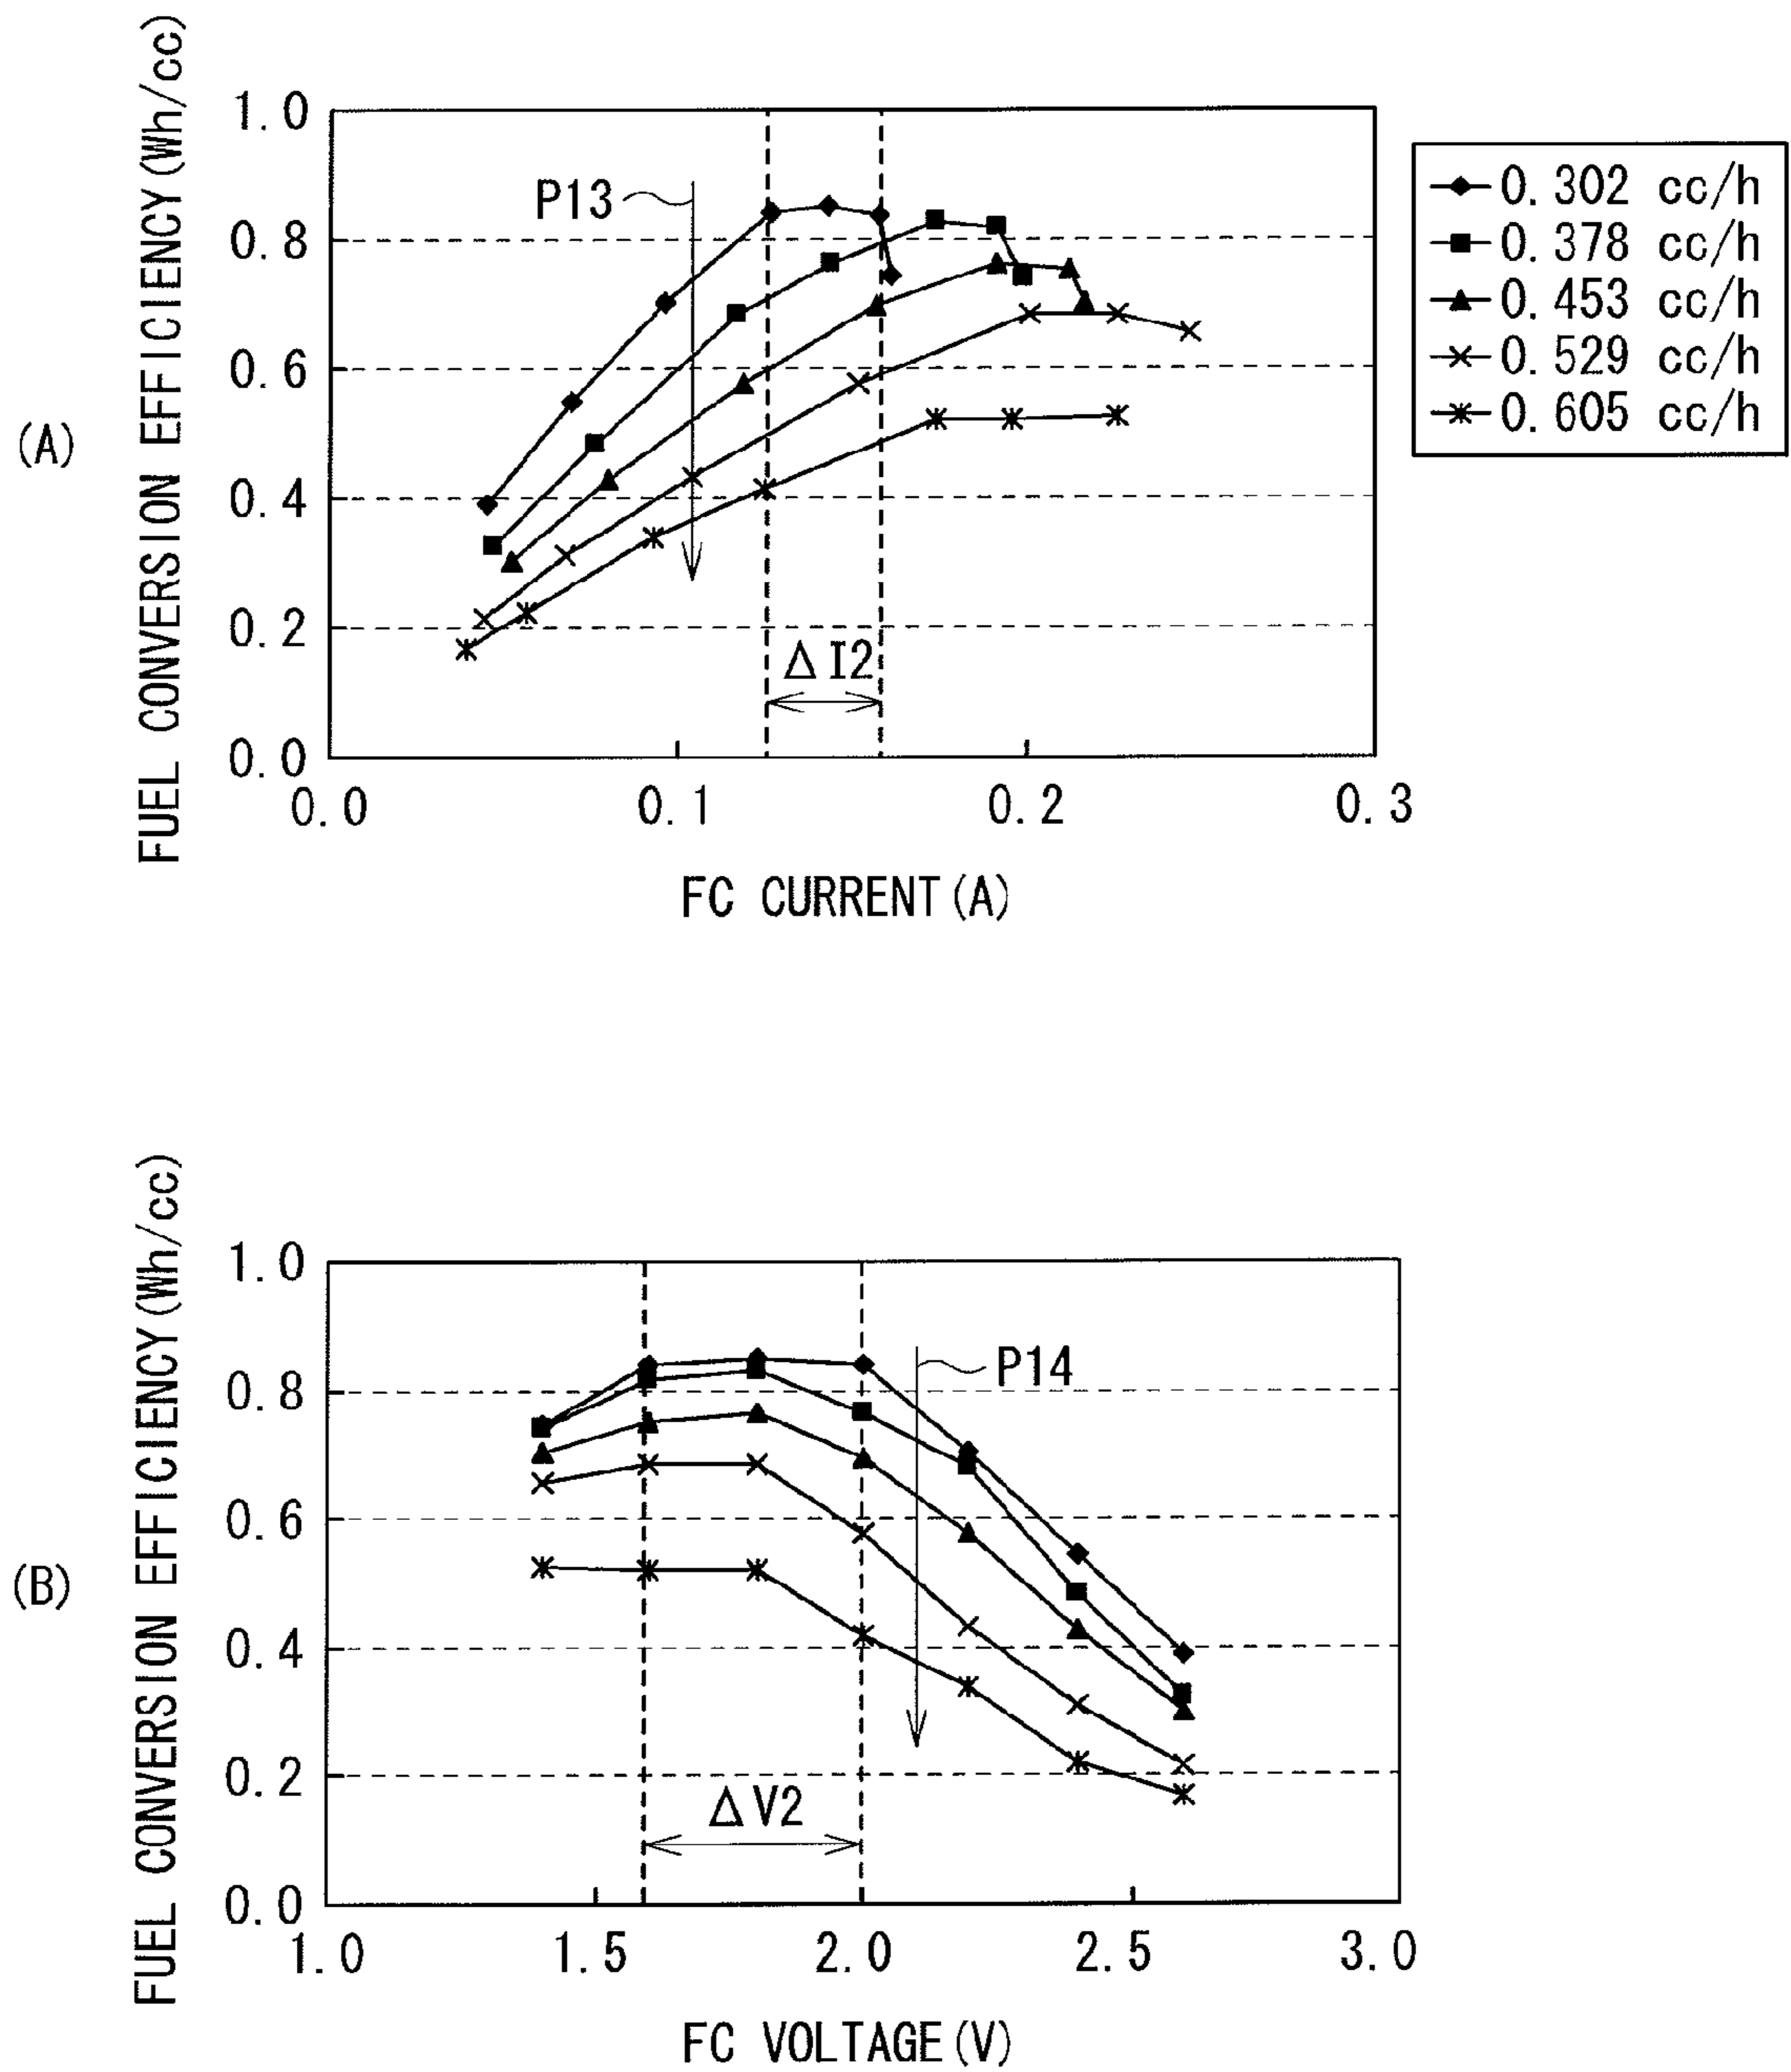 (A)
FUEL CONVERSION EFFICIENCY(Wh/cc)
1.0
0.8
0.6
0.4
0.2
0.0
0.0 0.1 0.2 0.3
FC CURRENT(A)
P13
ΔI2
0.302 cc/h
0.378 cc/h
0.453 cc/h
0.529 cc/h
0.605 cc/h
(B)
FUEL CONVERSION EFFICIENCY(Wh/cc)
1.0
0.8
0.6
0.4
0.2
0.0
1.0 1.5 2.0 2.5 3.0
FC VOLTAGE(V)
P14
ΔV2